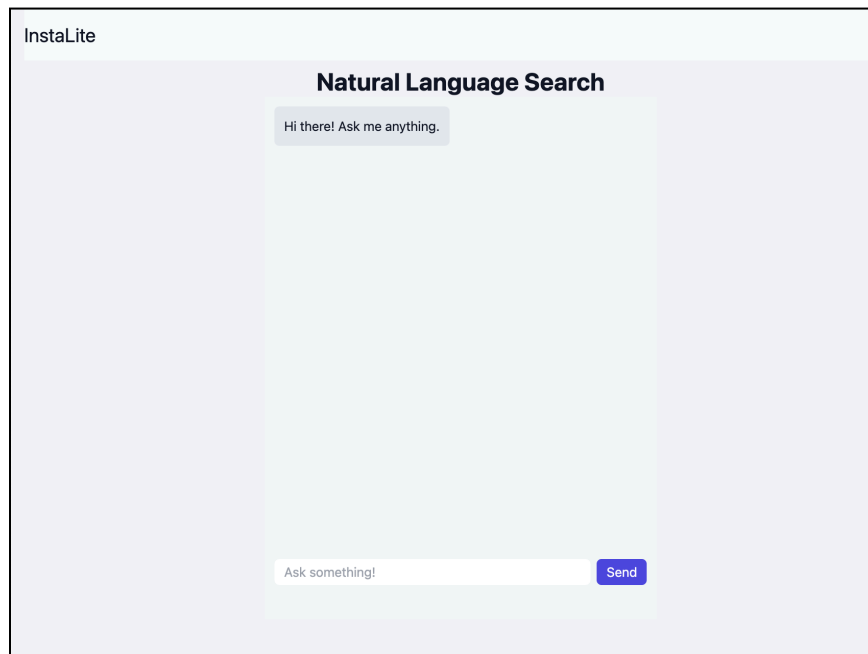 InstaLite
Natural Language Search
Hi there! Ask me anything.
Ask something!
Send